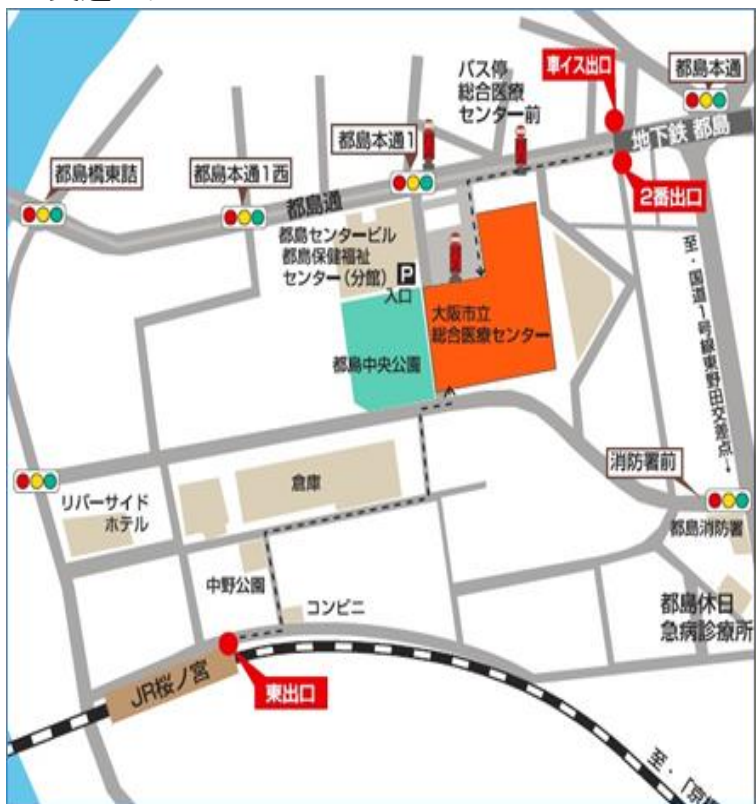 バス停
総合医療
センター前
車イス出口
都島本通
都島本通1
地下鉄 都島
都島橋東詰
都島本通1西
2番出口
都島通
都島センタービル
都島保健福祉
センター(分館)
P
入口
大阪市立
総合医療センター
至・国道1号線東野田交差点→
都島中央公園
消防署前
倉庫
リバーサイド
ホテル
都島消防署
中野公園
コンビニ
都島休日
急病診療所
JR桜ノ宮
東出口
至・「京